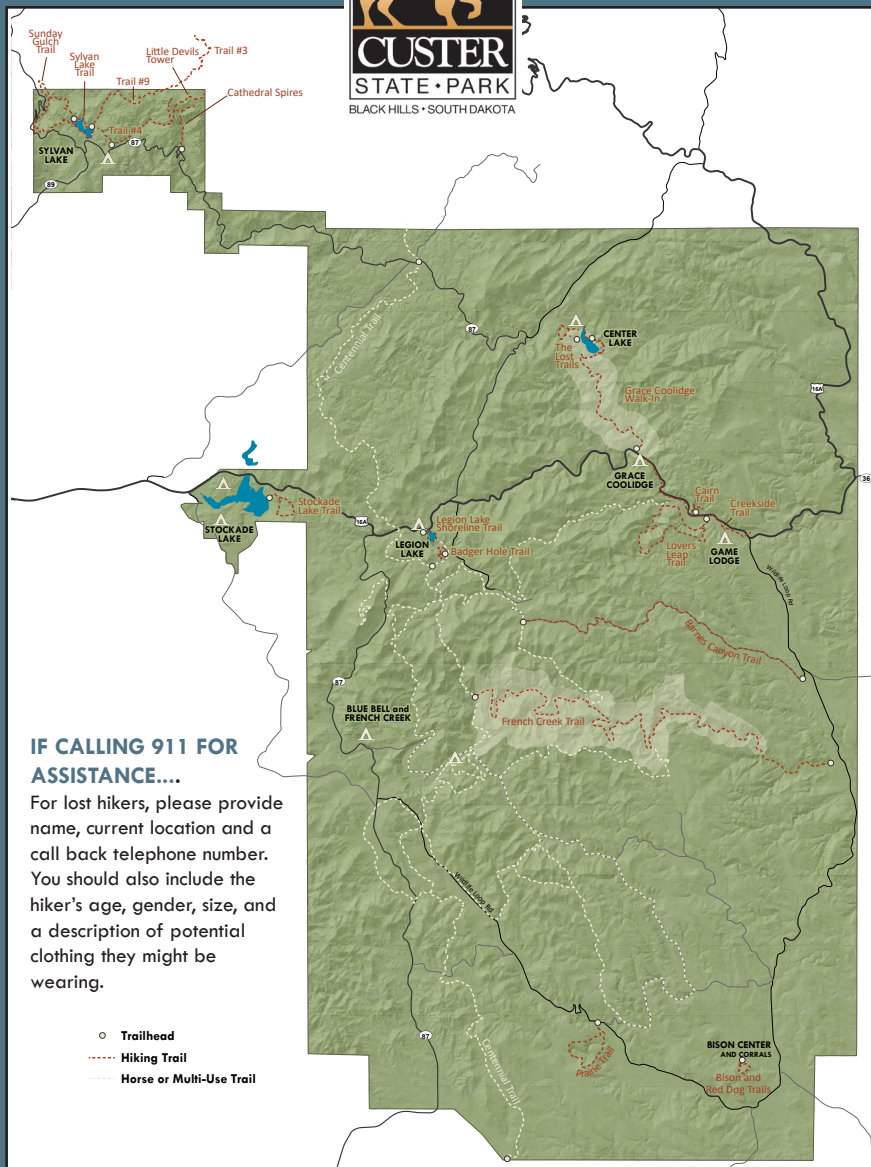 CUSTER
STATE • PARK
BLACK HILLS • SOUTH DAKOTA
Sunday
Gulch
Trail
Sylvan
Lake
Trail
Trail #9
Little Devils
Tower
Trail #3
Cathedral Spires
Trail #4
87
SYLVAN
LAKE
89
Centennial Trail
87
CENTER
LAKE
The
Lost
Trails
Grace Coolidge
Walk-In
16A
GRACE
COOLIDGE
36
Cairn
Trail
Creekside
Trail
Stockade
Lake Trail
STOCKADE
LAKE
16A
Legion Lake
Shoreline Trail
LEGION
LAKE
Badger Hole Trail
Lovers
Leap
Trail
GAME
LODGE
Wildlife Loop Rd
Barnes Canyon Trail
87
BLUE BELL and
FRENCH CREEK
French Creek Trail
IF CALLING 911 FOR
ASSISTANCE....
For lost hikers, please provide
name, current location and a
call back telephone number.
You should also include the
hiker's age, gender, size, and
a description of potential
clothing they might be
wearing.
Wildlife Loop Rd
Trailhead
Hiking Trail
Horse or Multi-Use Trail
87
Centennial Trail
Prairie Trail
BISON CENTER
AND CORRALS
Bison and
Red Dog Trails